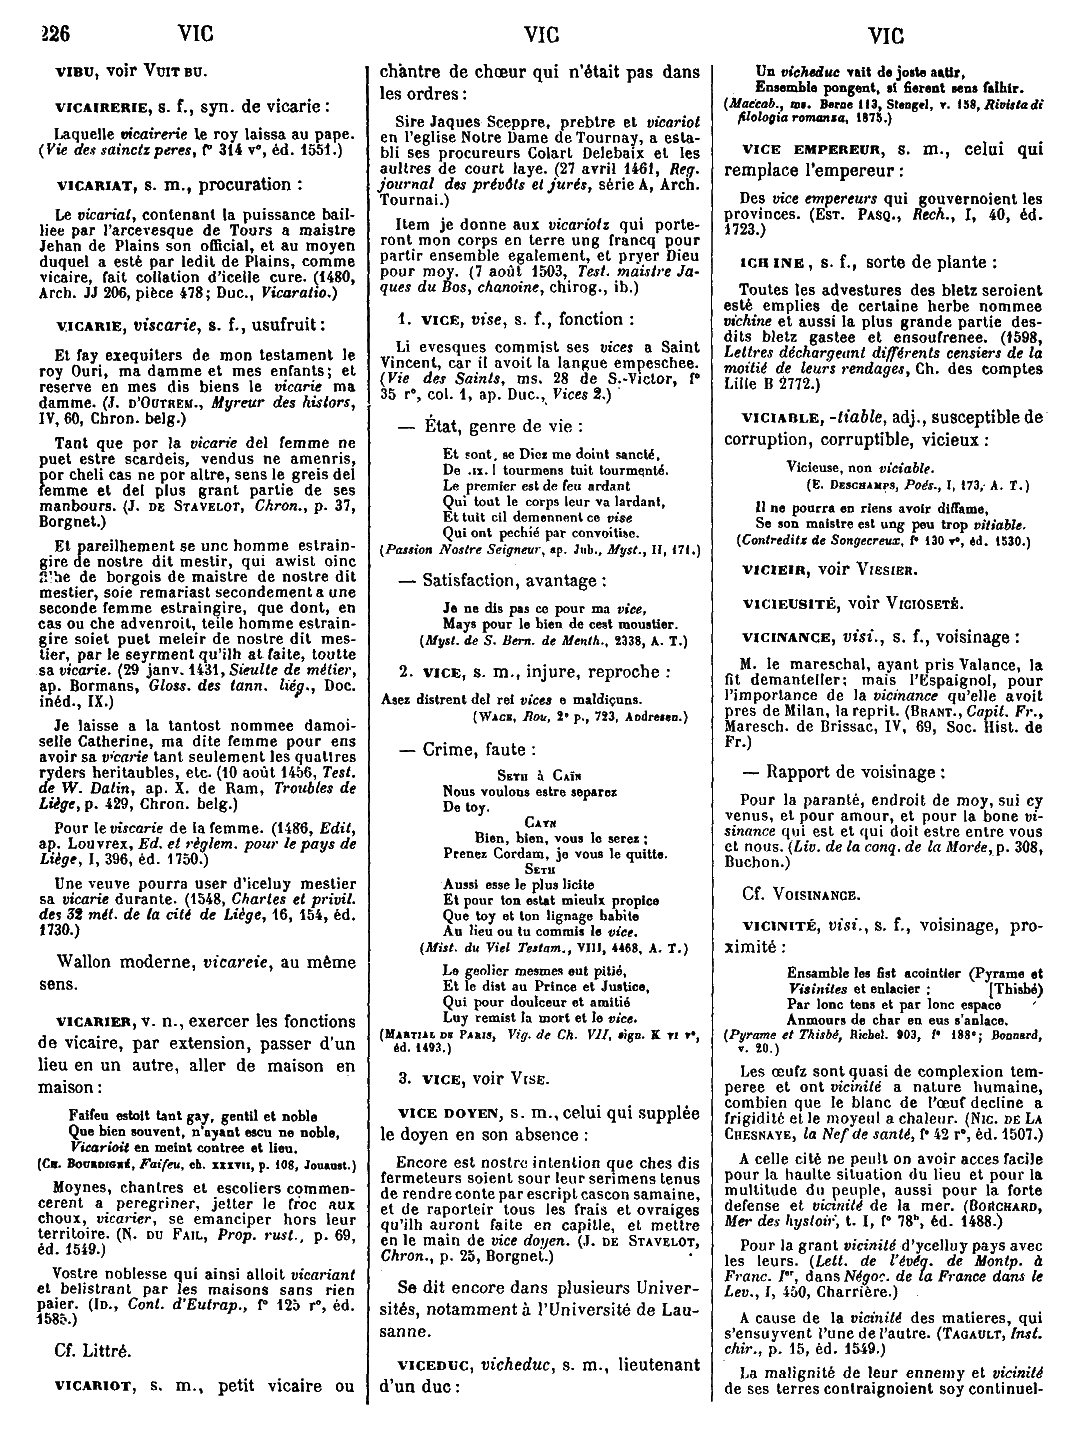 226 VIC VIC VIC
VIBU, voir VUIT BU.
VICAIRERIE, s. f., syn. de vicarie :
Laquelle vicairerie le roy laissa au pape.
(Vie des sainctz peres, f° 314 v°, éd. 1551.)
VICARIAT, s. m., procuration :
Le vicariat, contenant la puissance bail-
liee par l'arcevesque de Tours a maistre
Jehan de Plains son official, et au moyen
duquel a esté par ledit de Plains, comme
vicaire, fait collation d'icelle cure. (1480,
Arch. JJ 206, pièce 478; Duc., Vicaratio.)
VICARIE, viscarie, s. f., usufruit :
Et fay exequiters de mon testament le
roy Ouri, ma damme et mes enfants; et
reserve en mes dis biens le vicarie ma
damme. (J. D'OUTREM., Myreur des histors,
IV, 60, Chron. belg.)
Tant que por la vicarie del femme ne
puet estre scardeis, vendus ne amenris,
por cheli cas ne por altre, sens le greis del
femme et del plus grant partie de ses
manbours. (J. DE STAVELOT, Chron., p. 37,
Borgnet.)
Et pareilhement se unc homme estrain-
gire de nostre dit mestir, qui awist oinc
filhe de borgois de maistre de nostre dit
mestier, soie remariast secondement a une
seconde femme estraingire, que dont, en
cas ou che advenroit, teile homme estrain-
gire soiet puet meleir de nostre dit mes-
tier, par le seyrment qu'ilh at faite, toutte
sa vicarie. (29 janv. 1431, Sieulte de métier,
ap. Bormans, Gloss. des tann. liég., Doc.
inéd., IX.)
Je laisse a la tantost nommee damoi-
selle Catherine, ma dite femme pour ens
avoir sa vicarie tant seulement les quattres
ryders heritaubles, etc. (10 août 1456, Test.
de W. Datin, ap. X. de Ram, Troubles de
Liège, p. 429, Chron. belg.)
Pour le viscarie de la femme. (1486, Edit,
ap. Louvrex, Ed. et règlem. pour le pays de
Liège, I, 396, éd. 1750.)
Une veuve pourra user d'iceluy mestier
sa vicarie durante. (1548, Chartes et privil.
des 32 mét. de la cité de Liège, 16, 154, éd.
1730.)
Wallon moderne, vicareie, au même
sens.
VICARIER, v. n., exercer les fonctions
de vicaire, par extension, passer d'un
lieu en un autre, aller de maison en
maison :
Faifeu estoit tant gay, gentil et noble
Que bien souvent, n'ayant escu ne noble,
Vicarioit en meint contree et lieu.
(CH. BOURDIGNÉ, Faifeu, ch. XXXVII, p. 108, Jouaust.)
Moynes, chantres et escoliers commen-
cerent a peregriner, jetter le froc aux
choux, vicarier, se emanciper hors leur
territoire. (N. DU FAIL, Prop. rust., p. 69,
éd. 1549.)
Vostre noblesse qui ainsi alloit vicariant
et belistrant par les maisons sans rien
paier. (ID., Cont. d'Eutrap., f° 125 r°, éd.
1585.)
Cf. Littré.
VICARIOT, s. m., petit vicaire ou
chantre de chœur qui n'était pas dans
les ordres :
Sire Jaques Sceppre, prebtre et vicariot
en l'eglise Notre Dame de Tournay, a esta-
bli ses procureurs Colart Delebaix et les
aultres de court laye. (27 avril 1461, Reg.
journal des prévôts et jurés, série A, Arch.
Tournai.)
Item je donne aux vicariotz qui porte-
ront mon corps en terre ung francq pour
partir ensemble egalement, et pryer Dieu
pour moy. (7 août 1503, Test. maistre Ja-
ques du Bos, chanoine, chirog., ib.)
1. VICE, vise, s. f., fonction :
Li evesques commist ses vices a Saint
Vincent, car il avoit la langue empeschee.
(Vie des Saints, ms. 28 de S.-Victor, f°
35 r°, col. 1, ap. Duc., Vices 2.)
— État, genre de vie :
Et sont, se Diez me doint sancté,
De .IX. l tourmens tuit tourmenté.
Le premier est de feu ardant
Qui tout le corps leur va lardant,
Et tuit cil demennent ce vise
Qui ont pechié par convoitise.
(Passion Nostre Seigneur, ap. Jub., Myst., II, 171.)
— Satisfaction, avantage :
Je ne dis pas ce pour ma vice,
Mays pour le bien de cest moustier.
(Myst. de S. Bern. de Menth., 2338, A. T.)
2. VICE, s. m., injure, reproche :
Asez distrent del rei vices e maldiçuns.
(WACE, Rou, 2° p., 723, Andresen.)
— Crime, faute :
SETH à CAÏN
Nous voulons estre separez
De toy.
CAYN
Bien, bien, vous le serez ;
Prenez Cordam, je vous le quitte.
SETH
Aussi esse le plus licite
Et pour ton estat mieulx propice
Que toy et ton lignage habite
Au lieu ou tu commis le vice.
(Mist. du Viel Testam., VIII, 4468, A. T.)
Le geolier mesmes eut pitié,
Et le dist au Prince et Justice,
Qui pour doulceur et amitié
Luy remist la mort et le vice.
(MARTIAL DE PARIS, Vig. de Ch. VII, sign. K VI r°,
éd. 1493.)
3. VICE, voir VISE.
VICE DOYEN, s. m., celui qui supplée
le doyen en son absence :
Encore est nostre intention que ches dis
fermeteurs soient sour leur serimens tenus
de rendre conte par escript cascon samaine,
et de raporteir tous les frais et ovraiges
qu'ilh auront faite en capitle, et mettre
en le main de vice doyen. (J. DE STAVELOT,
Chron., p. 25, Borgnet.)
Se dit encore dans plusieurs Univer-
sités, notamment à l'Université de Lau-
sanne.
VICEDUC, vicheduc, s. m., lieutenant
d'un duc :
Un vicheduc vait de joste aatir,
Ensemble pongent, si fierent sens falhir.
(Maccab., ms. Berne 113, Stengel, v. 158, Rivista di
filologia romanza, 1875.)
VICE EMPEREUR, s. m., celui qui
remplace l'empereur :
Des vice empereurs qui gouvernoient les
provinces. (EST. PASQ., Rech., I, 40, éd.
1723.)
ICHINE, s. f., sorte de plante :
Toutes les advestures des bletz seroient
esté emplies de certaine herbe nommee
vichine et aussi la plus grande partie des-
dits bletz gastee et ensoufrenee. (1598,
Lettres déchargeant différents censiers de la
moitié de leurs rendages, Ch. des comptes
Lille B 2772.)
VICIABLE, -tiable, adj., susceptible de
corruption, corruptible, vicieux :
Vicieuse, non viciable.
(E. DESCHAMPS, Poés., I, 173, A. T.)
Il ne pourra en riens avoir diffame,
Se son maistre est ung peu trop vitiable.
(Contreditz de Songecreux, f° 130 v°, éd. 1530.)
VICIEIR, voir VIESIER.
VICIEUSITÉ, voir VICIOSETÉ.
VICINANCE, visi., s. f., voisinage :
M. le mareschal, ayant pris Valance, la
fit demanteller; mais l'Espaignol, pour
l'importance de la vicinance qu'elle avoit
pres de Milan, la reprit. (BRANT., Capit. Fr.,
Maresch. de Brissac, IV, 69, Soc. Hist. de
Fr.)
— Rapport de voisinage :
Pour la paranté, endroit de moy, sui cy
venus, et pour amour, et pour la bone vi-
sinance qui est et qui doit estre entre vous
et nous. (Liv. de la conq. de la Morée, p. 308,
Buchon.)
Cf. VOISINANCE.
VICINITÉ, visi., s. f., voisinage, pro-
ximité :
Ensamble les fist acointier (Pyrame et
Visinites et enlacier ; [Thisbé)
Par lonc tens et par lonc espace
Anmours de char en eus s'anlace.
(Pyrame et Thisbé, Richel. 903, f° 188°; Bonnard,
v. 20.)
Les œufz sont quasi de complexion tem-
peree et ont vicinité a nature humaine,
combien que le blanc de l'œuf decline a
frigidité et le moyeul a chaleur. (NIC. DE LA
CHESNAYE, la Nef de santé, f° 42 r°, éd. 1507.)
A celle cité ne peult on avoir acces facile
pour la haulte situation du lieu et pour la
multitude du peuple, aussi pour la forte
defense et vicinité de la mer. (BOUCHARD,
Mer des hystoir., t. I, f° 78ᵇ, éd. 1488.)
Pour la grant vicinité d'ycelluy pays avec
les leurs. (Lett. de l'évêq. de Montp. à
Franc. Iᵉʳ, dans Négoc. de la France dans le
Lev., I, 450, Charrière.)
A cause de la vicinité des matieres, qui
s'ensuyvent l'une de l'autre. (TAGAULT, Inst.
chir., p. 15, éd. 1549.)
La malignité de leur ennemy et vicinité
de ses terres contraignoient soy continuel-